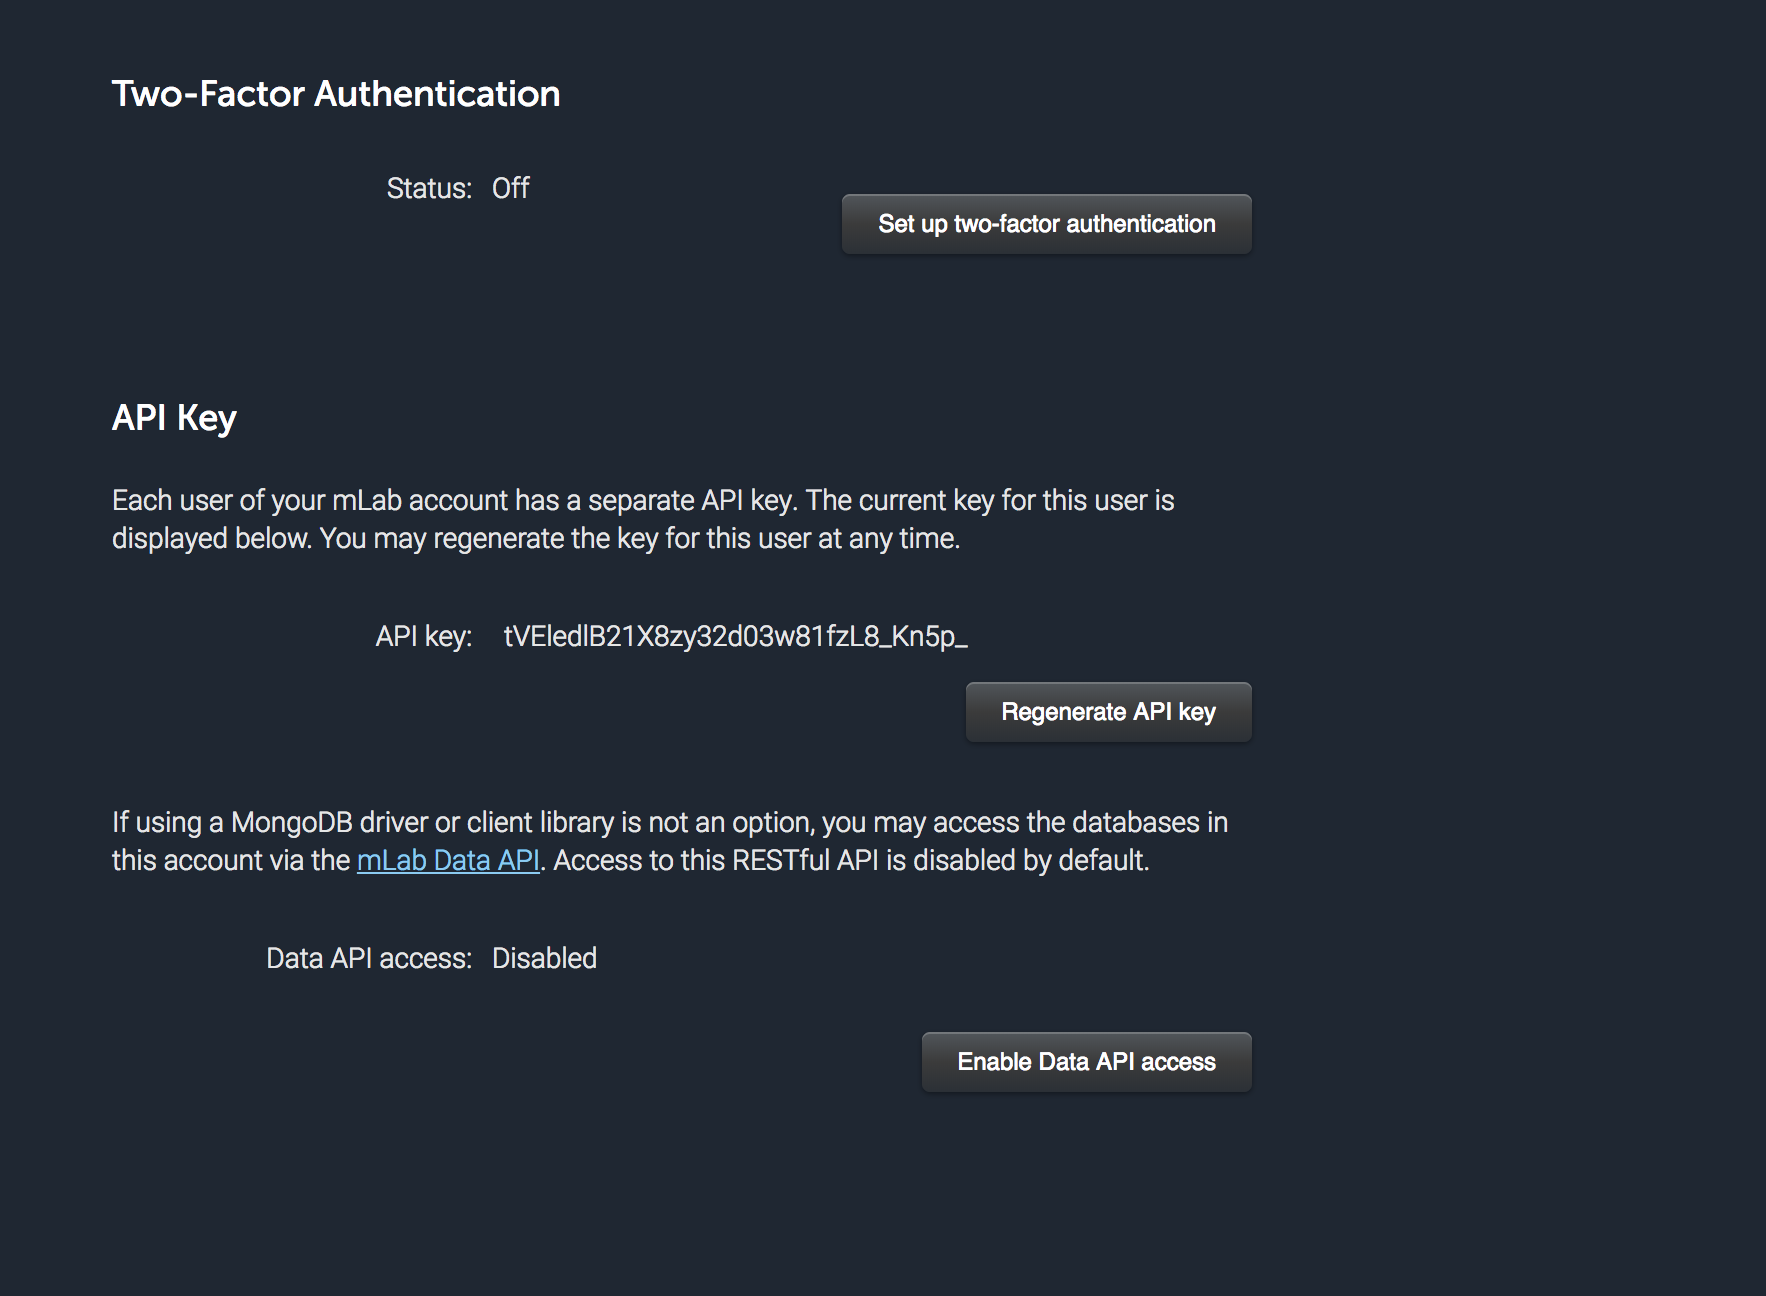 Two-Factor Authentication
Status: Off
Set up two-factor authentication
API Key
Each user of your mLab account has a separate API key. The current key for this user is
displayed below. You may regenerate the key for this user at any time.
API key: tVEledlB21X8zy32d03w81fzL8_Kn5p_
Regenerate API key
If using a MongoDB driver or client library is not an option, you may access the databases in
this account via the mLab Data API. Access to this RESTful API is disabled by default.
Data API access: Disabled
Enable Data API access